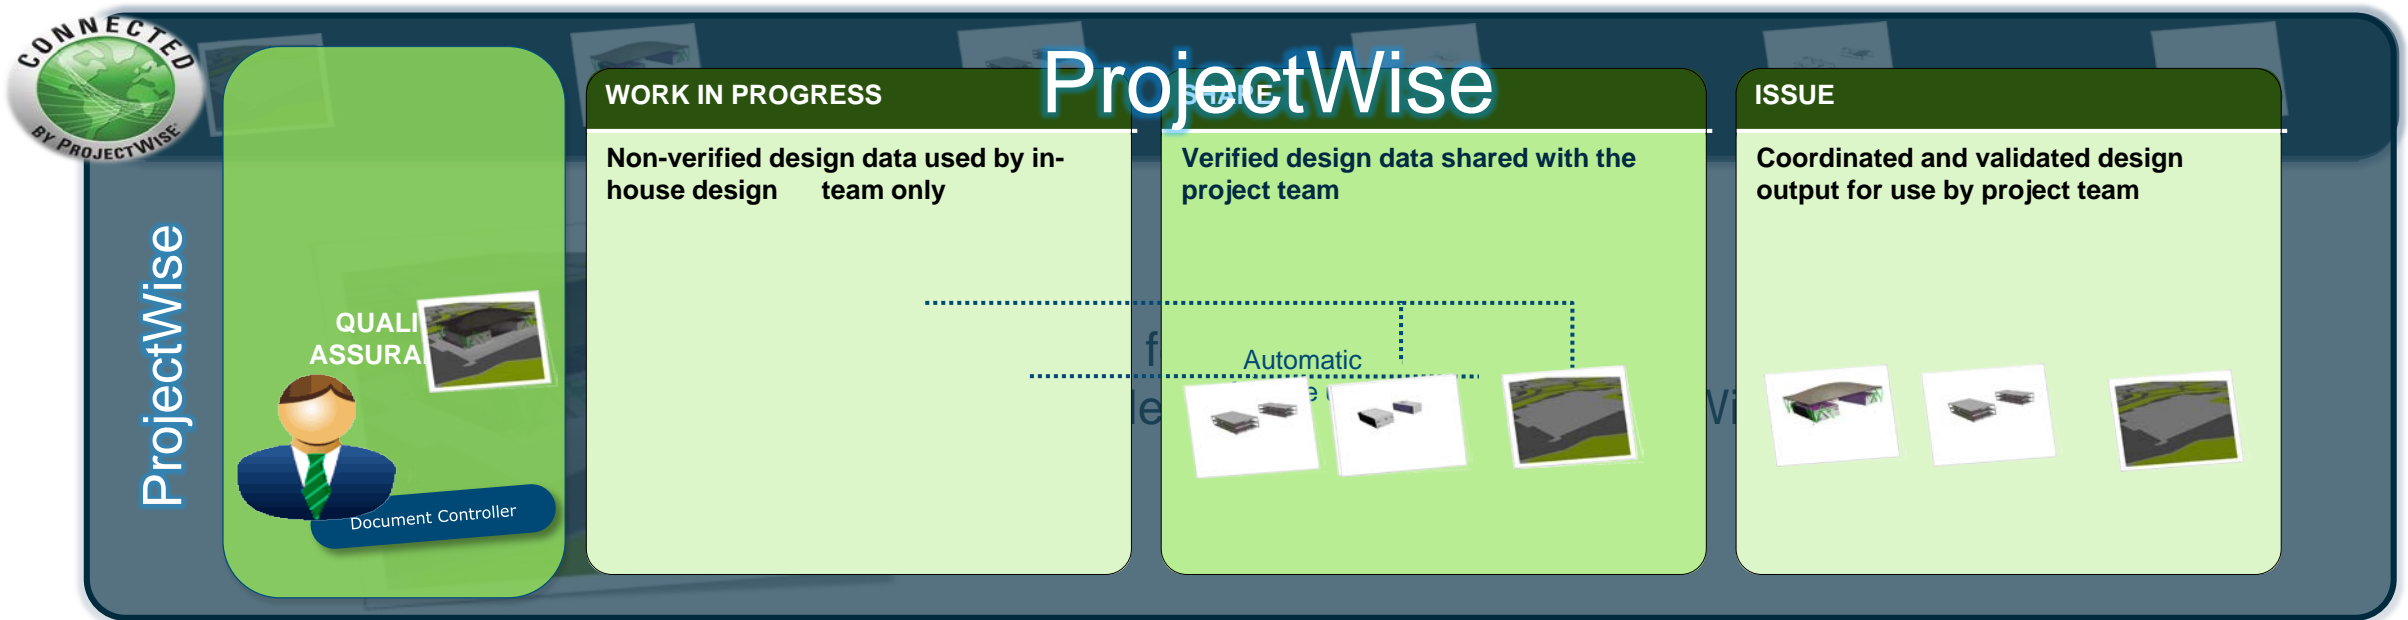 CONNECTED
BY PROJECTWISE
ProjectWise
ProjectWise
QUALI
ASSURA
Document Controller
WORK IN PROGRESS
Non-verified design data used by in-
house design team only
SHARE
Verified design data shared with the
project team
Automatic
ISSUE
Coordinated and validated design
output for use by project team